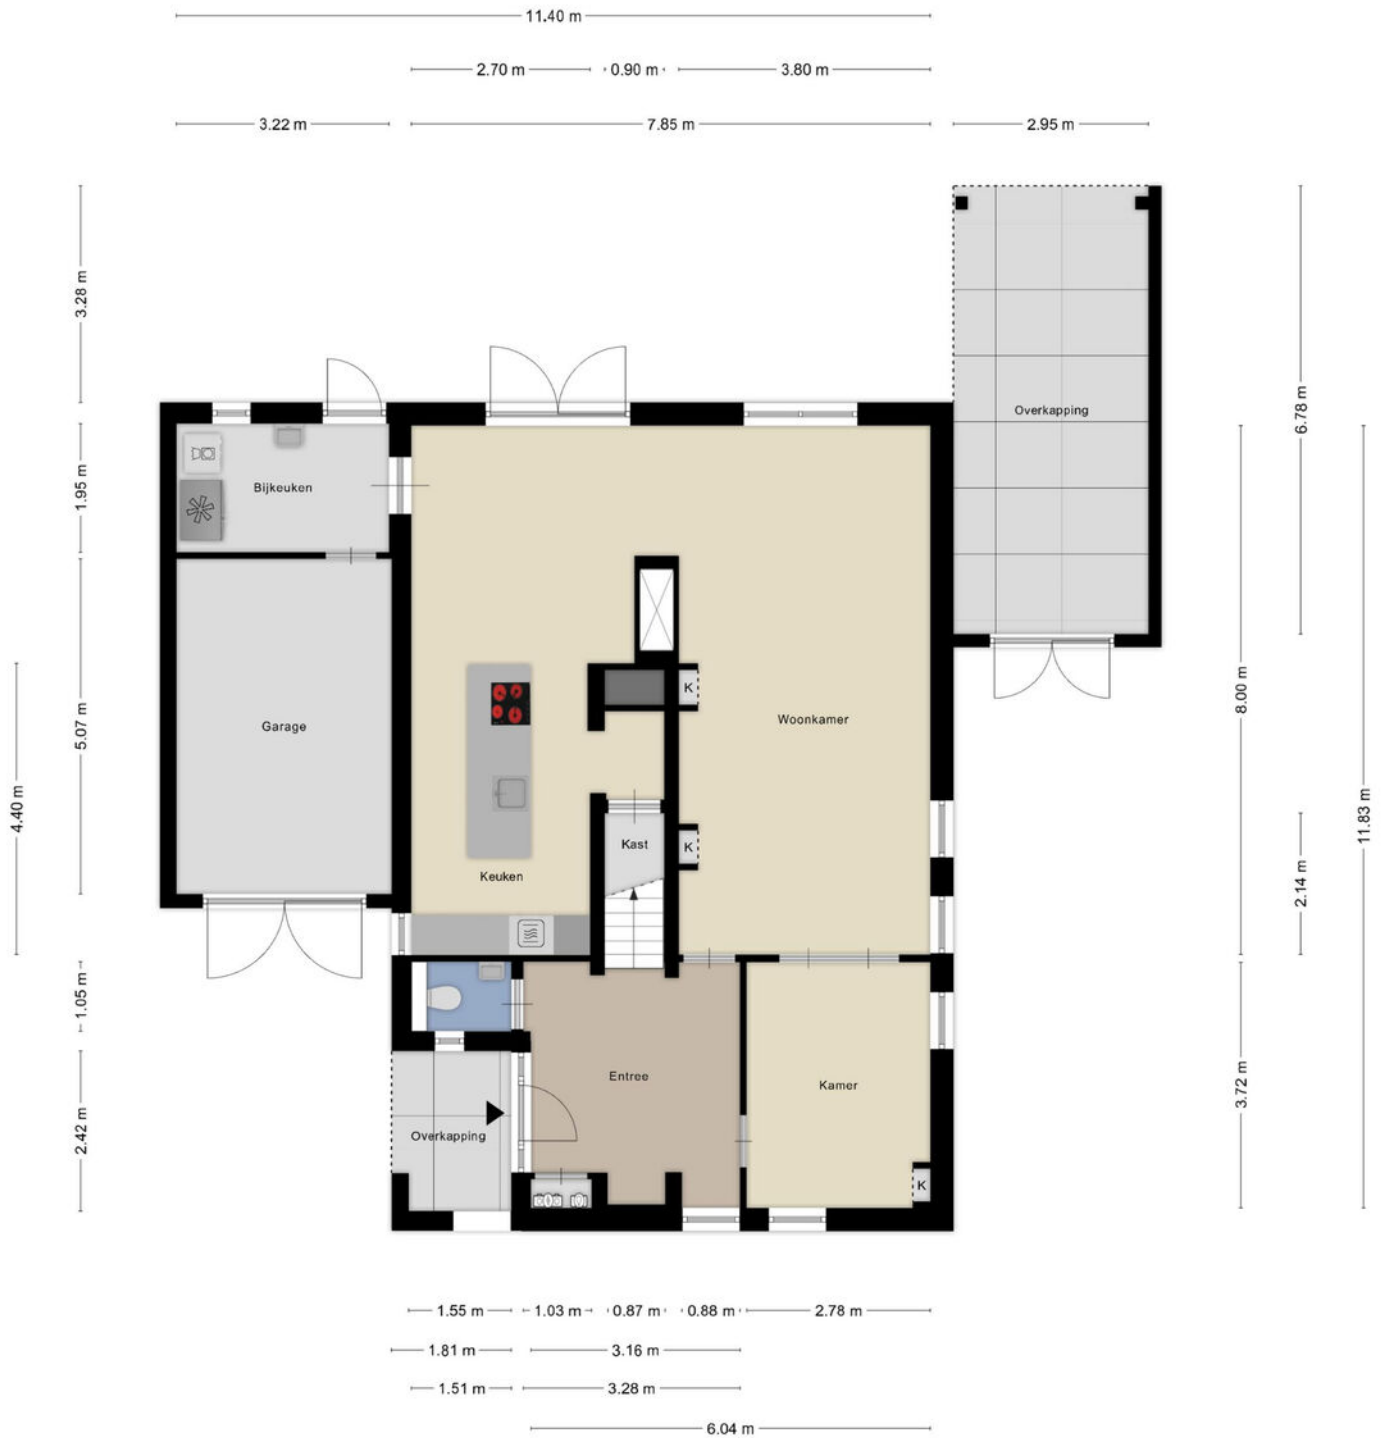 11.40 m
2.70 m
0.90 m
3.80 m
3.22 m
7.85 m
2.95 m
3.28 m
6.78 m
Overkapping
1.95 m
Bijkeuken
8.00 m
K
5.07 m
Garage
Woonkamer
4.40 m
11.83 m
Kast
K
Keuken
2.14 m
1.05 m
Entree
Kamer
3.72 m
2.42 m
Overkapping
K
1.55 m
1.03 m
0.87 m
0.88 m
2.78 m
1.81 m
3.16 m
1.51 m
3.28 m
6.04 m